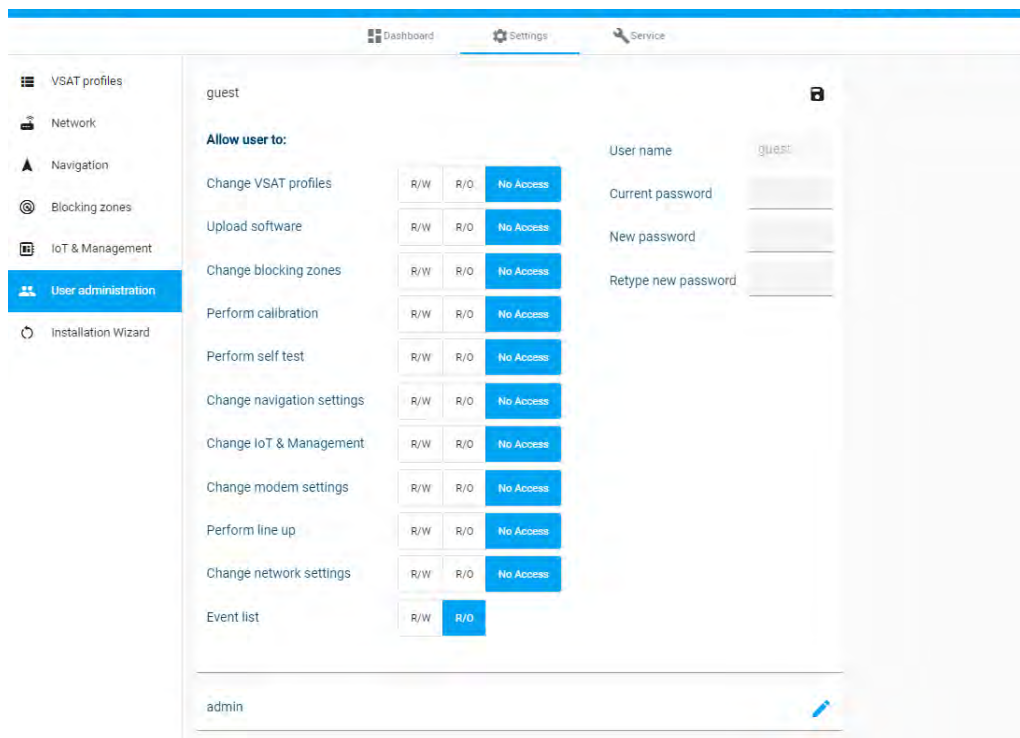 Dashboard Settings Service
VSAT profiles
Network
Navigation
Blocking zones
IoT & Management
User administration
Installation Wizard
guest
Allow user to:
Change VSAT profiles R/W R/O No Access
Upload software R/W R/O No Access
Change blocking zones R/W R/O No Access
Perform calibration R/W R/O No Access
Perform self test R/W R/O No Access
Change navigation settings R/W R/O No Access
Change IoT & Management R/W R/O No Access
Change modem settings R/W R/O No Access
Perform line up R/W R/O No Access
Change network settings R/W R/O No Access
Event list R/W R/O
User name guest
Current password
New password
Retype new password
admin